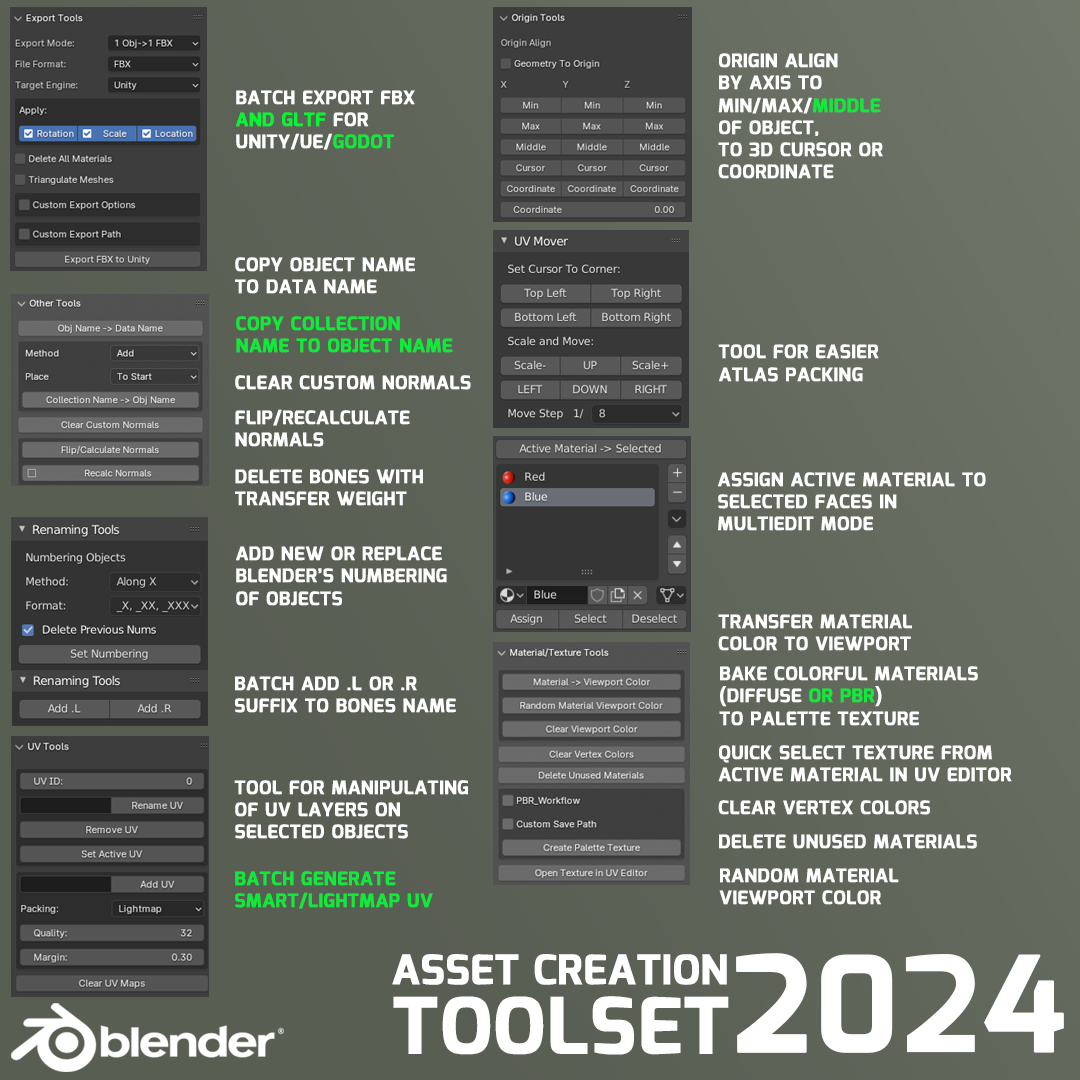 Export Tools
Export Mode: 1 Obj->1 FBX
File Format: FBX
Target Engine: Unity
Apply:
Rotation Scale Location
Delete All Materials
Triangulate Meshes
Custom Export Options
Custom Export Path
Export FBX to Unity
BATCH EXPORT FBX
AND GLTF FOR
UNITY/UE/GODOT
Other Tools
Obj Name -> Data Name
Method Add
Place To Start
Collection Name -> Obj Name
Clear Custom Normals
Flip/Calculate Normals
Recalc Normals
COPY OBJECT NAME
TO DATA NAME
COPY COLLECTION
NAME TO OBJECT NAME
CLEAR CUSTOM NORMALS
FLIP/RECALCULATE
NORMALS
DELETE BONES WITH
TRANSFER WEIGHT
Renaming Tools
Numbering Objects
Method: Along X
Format: _X, _XX, _XXX
Delete Previous Nums
Set Numbering
ADD NEW OR REPLACE
BLENDER'S NUMBERING
OF OBJECTS
Renaming Tools
Add .L Add .R
BATCH ADD .L OR .R
SUFFIX TO BONES NAME
UV Tools
UV ID: 0
Rename UV
Remove UV
Set Active UV
Add UV
Packing: Lightmap
Quality: 32
Margin: 0.30
Clear UV Maps
TOOL FOR MANIPULATING
OF UV LAYERS ON
SELECTED OBJECTS
BATCH GENERATE
SMART/LIGHTMAP UV
Origin Tools
Origin Align
Geometry To Origin
X Y Z
Min Min Min
Max Max Max
Middle Middle Middle
Cursor Cursor Cursor
Coordinate Coordinate Coordinate
Coordinate 0.00
ORIGIN ALIGN
BY AXIS TO
MIN/MAX/MIDDLE
OF OBJECT,
TO 3D CURSOR OR
COORDINATE
UV Mover
Set Cursor To Corner:
Top Left Top Right
Bottom Left Bottom Right
Scale and Move:
Scale- UP Scale+
LEFT DOWN RIGHT
Move Step 1/ 8
TOOL FOR EASIER
ATLAS PACKING
Active Material -> Selected
Red
Blue
Blue
Assign Select Deselect
ASSIGN ACTIVE MATERIAL TO
SELECTED FACES IN
MULTIEDIT MODE
Material/Texture Tools
Material -> Viewport Color
Random Material Viewport Color
Clear Viewport Color
Clear Vertex Colors
Delete Unused Materials
PBR_Workflow
Custom Save Path
Create Palette Texture
Open Texture in UV Editor
TRANSFER MATERIAL
COLOR TO VIEWPORT
BAKE COLORFUL MATERIALS
(DIFFUSE OR PBR)
TO PALETTE TEXTURE
QUICK SELECT TEXTURE FROM
ACTIVE MATERIAL IN UV EDITOR
CLEAR VERTEX COLORS
DELETE UNUSED MATERIALS
RANDOM MATERIAL
VIEWPORT COLOR
blender®
ASSET CREATION
TOOLSET 2024